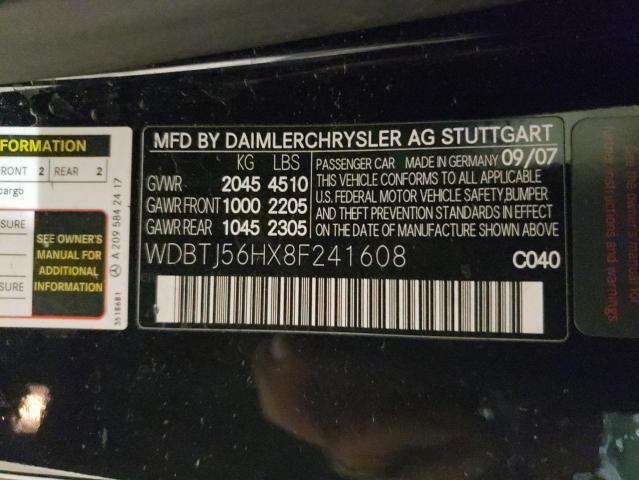 MFD BY DAIMLERCHRYSLER AG STUTTGART
KG LBS
GVWR 2045 4510
GAWR FRONT 1000 2205
GAWR REAR 1045 2305
PASSENGER CAR MADE IN GERMANY 09/07
THIS VEHICLE CONFORMS TO ALL APPLICABLE
U.S. FEDERAL MOTOR VEHICLE SAFETY, BUMPER
AND THEFT PREVENTION STANDARDS IN EFFECT
ON THE DATE OF MANUFACTURE SHOWN ABOVE.
WDBTJ56HX8F241608
C040
FORMATION
FRONT 2 REAR 2
SEE OWNER'S
MANUAL FOR
ADDITIONAL
INFORMATION
A 209 584 24 17
3518681
and warnings.